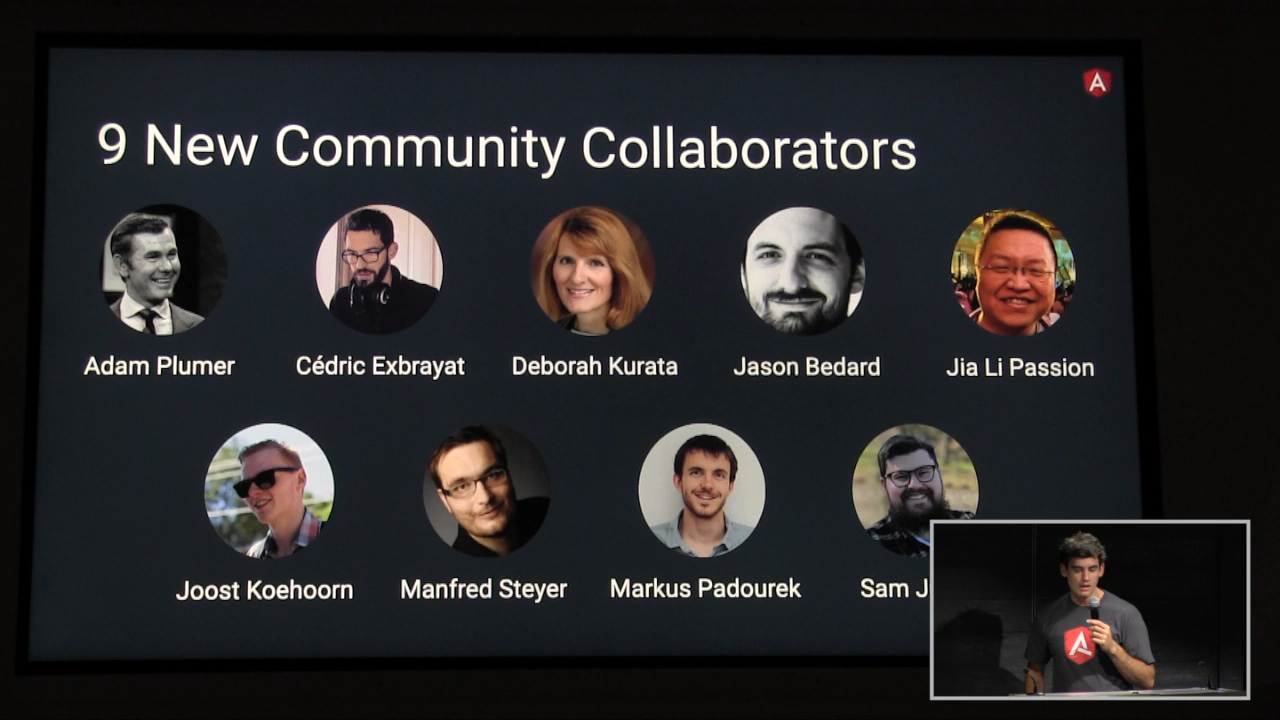 9 New Community Collaborators
Adam Plumer Cédric Exbrayat Deborah Kurata Jason Bedard Jia Li Passion
Joost Koehoorn Manfred Steyer Markus Padourek Sam J